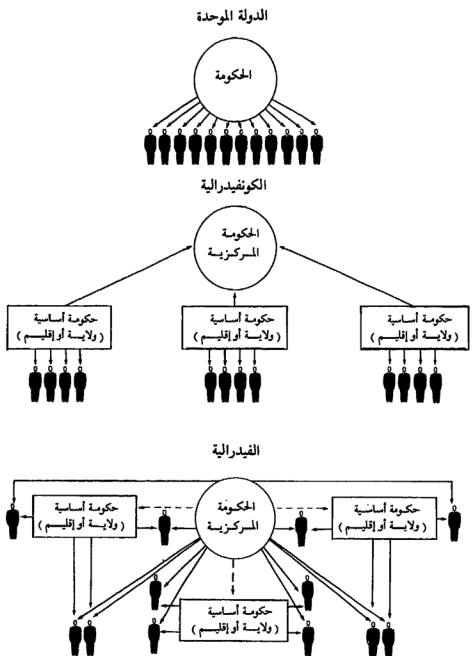 الدولة الموحدة
الحكومة
الكونفيدرالية
الحكومة
المركزية
حكومة أساسية
( ولاية أو إقليم )
حكومة أساسية
( ولاية أو إقليم )
حكومة أساسية
( ولاية أو إقليم )
الفيدرالية
حكومة أساسية
( ولاية أو إقليم )
الحكومة
المركزية
حكومة أساسية
( ولاية أو إقليم )
حكومة أساسية
( ولاية أو إقليم )